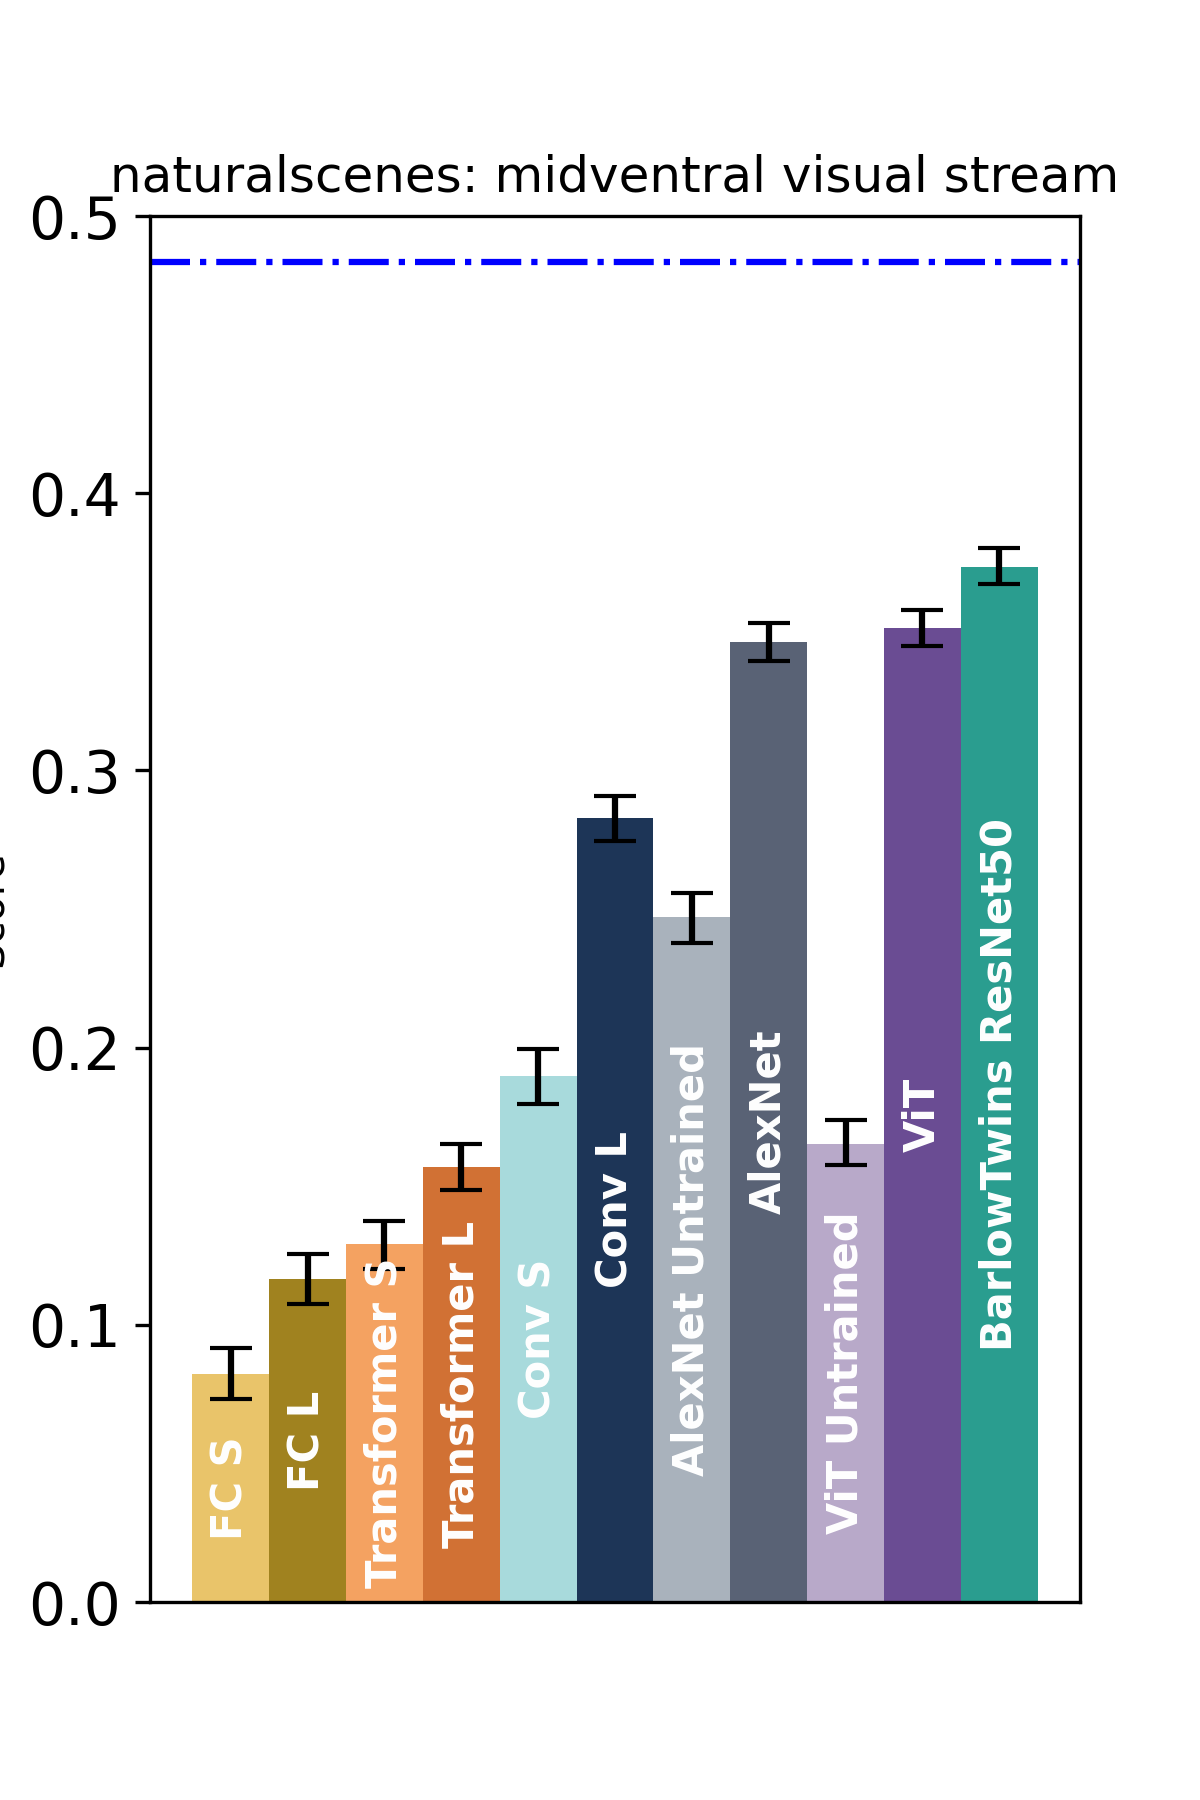 naturalscenes: midventral visual stream
0.5
0.4
0.3
0.2
0.1
0.0
FC S
FC L
Transformer S
Transformer L
Conv S
Conv L
AlexNet Untrained
AlexNet
ViT Untrained
ViT
BarlowTwins ResNet50